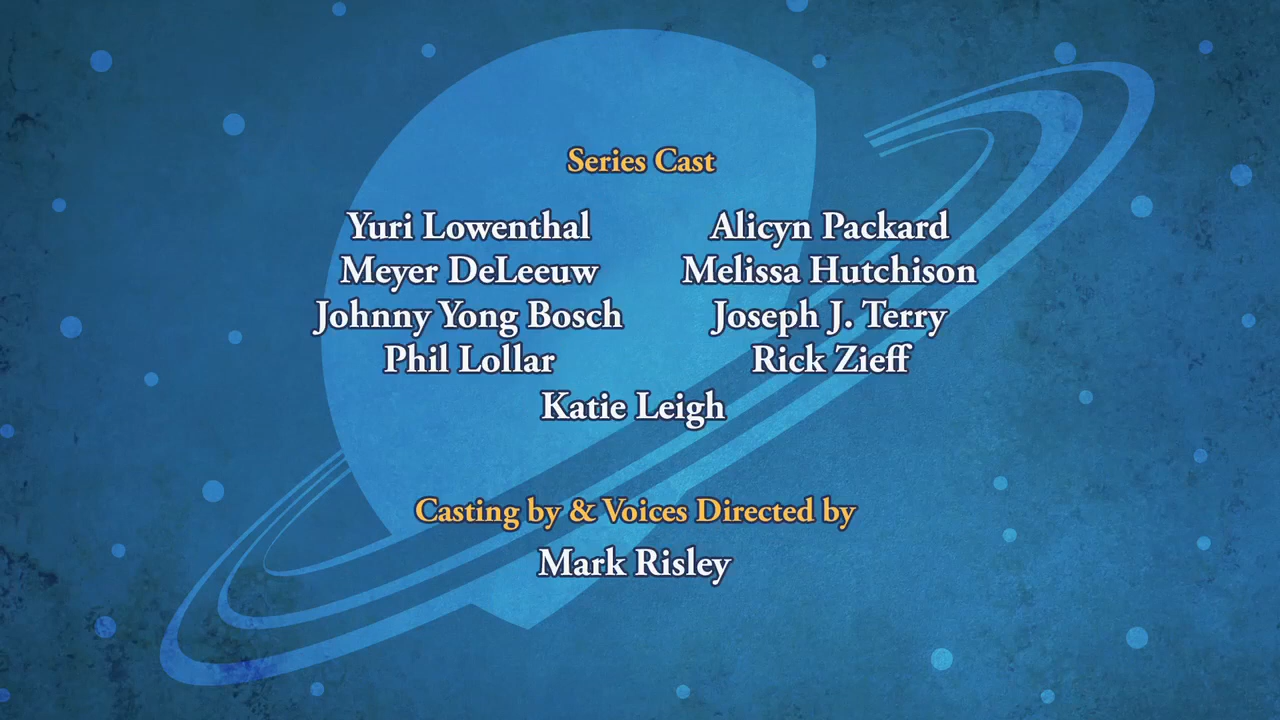 Series Cast
Yuri Lowenthal Alicyn Packard
Meyer DeLeeuw Melissa Hutchison
Johnny Yong Bosch Joseph J. Terry
Phil Lollar Rick Zieff
Katie Leigh
Casting by & Voices Directed by
Mark Risley